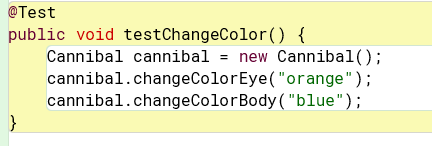 @Test
public void testChangeColor() {
    Cannibal cannibal = new Cannibal();
    cannibal.changeColorEye("orange");
    cannibal.changeColorBody("blue");
}